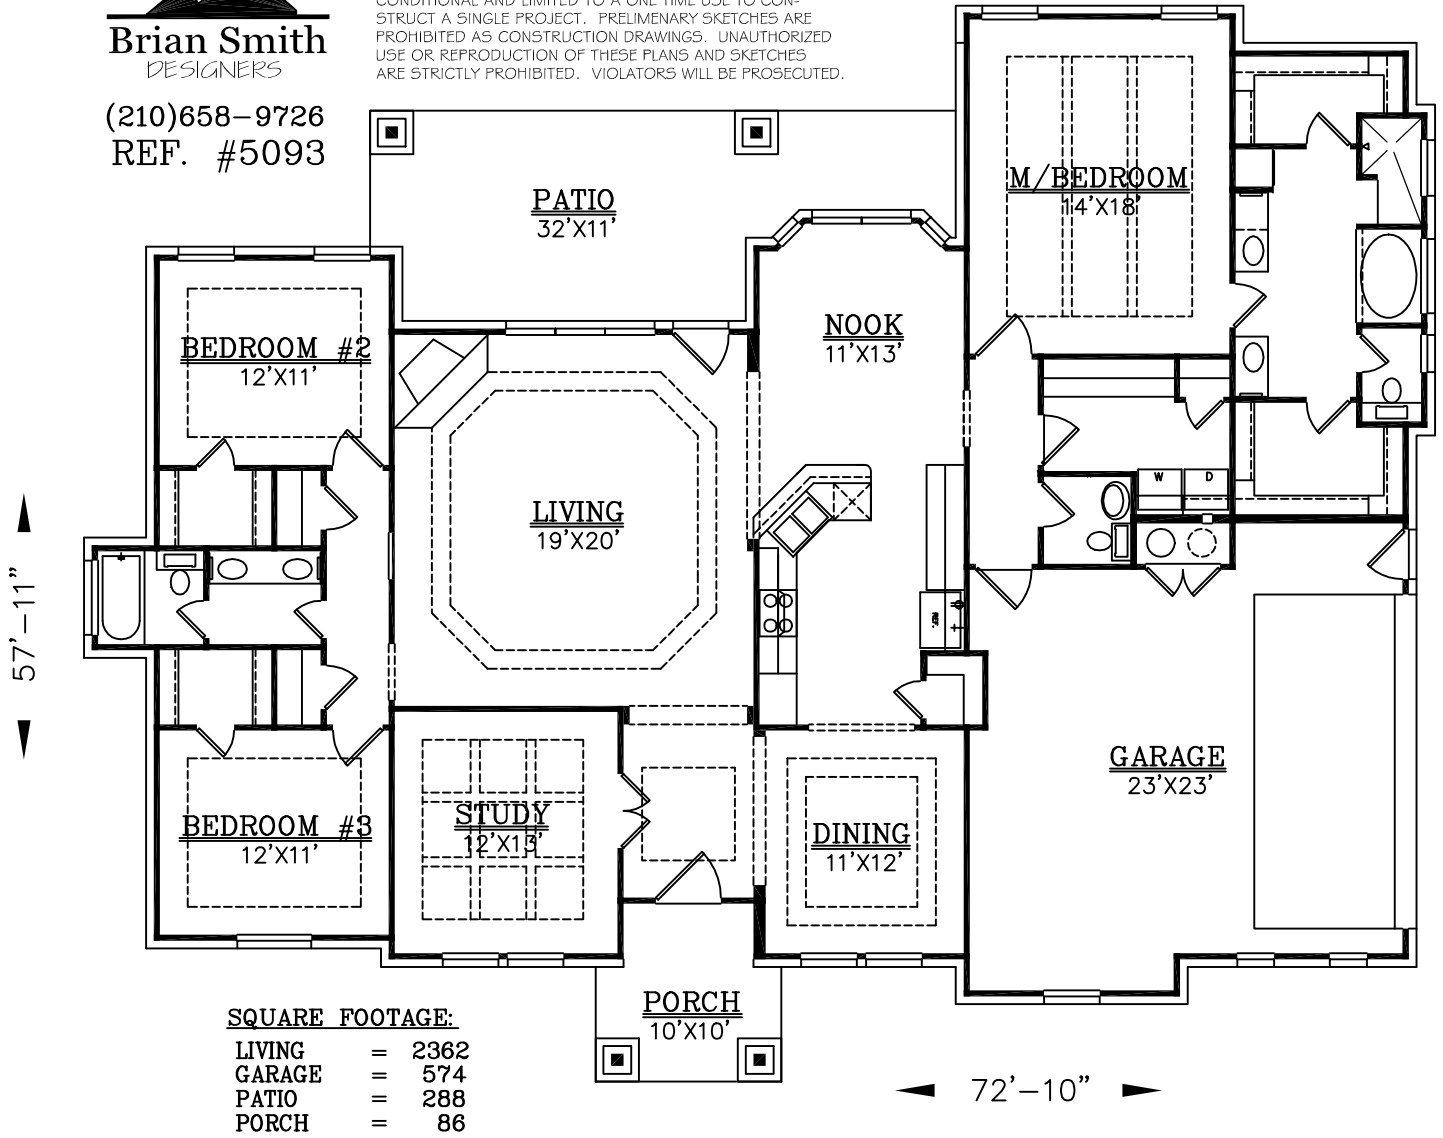 CONDITIONAL AND LIMITED TO A ONE TIME USE TO CON-
STRUCT A SINGLE PROJECT. PRELIMENARY SKETCHES ARE
PROHIBITED AS CONSTRUCTION DRAWINGS. UNAUTHORIZED
USE OR REPRODUCTION OF THESE PLANS AND SKETCHES
ARE STRICTLY PROHIBITED. VIOLATORS WILL BE PROSECUTED.
Brian Smith
DESIGNERS
(210)658-9726
REF. #5093
PATIO
32'X11'
M/BEDROOM
14'X18'
NOOK
11'X13'
BEDROOM #2
12'X11'
LIVING
19'X20'
W
D
REF.
57'-11"
GARAGE
23'X23'
BEDROOM #3
12'X11'
STUDY
12'X13'
DINING
11'X12'
PORCH
10'X10'
SQUARE FOOTAGE:
LIVING = 2362
GARAGE = 574
PATIO = 288
PORCH = 86
72'-10"